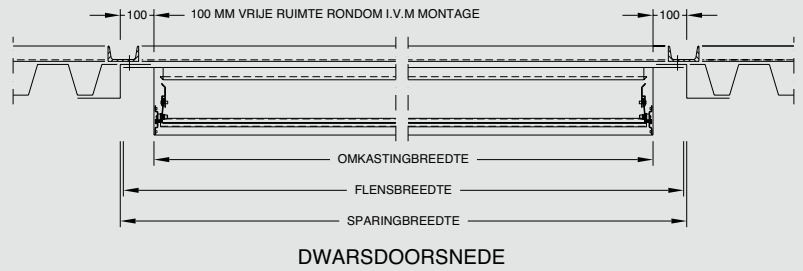 100 100 MM VRIJE RUIMTE RONDOM I.V.M MONTAGE 100
OMKASTINGBREEDTE
FLENSBREEDTE
SPARINGBREEDTE
DWARSDOORSNEDE